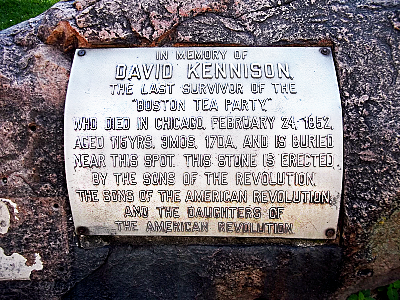 IN MEMORY OF
DAVID KENNISON,
THE LAST SURVIVOR OF THE
"BOSTON TEA PARTY,"
WHO DIED IN CHICAGO, FEBRUARY 24, 1852,
AGED 115YRS. 3MOS. 17DA. AND IS BURIED
NEAR THIS SPOT. THIS STONE IS ERECTED
BY THE SONS OF THE REVOLUTION,
THE SONS OF THE AMERICAN REVOLUTION,
AND THE DAUGHTERS OF
THE AMERICAN REVOLUTION